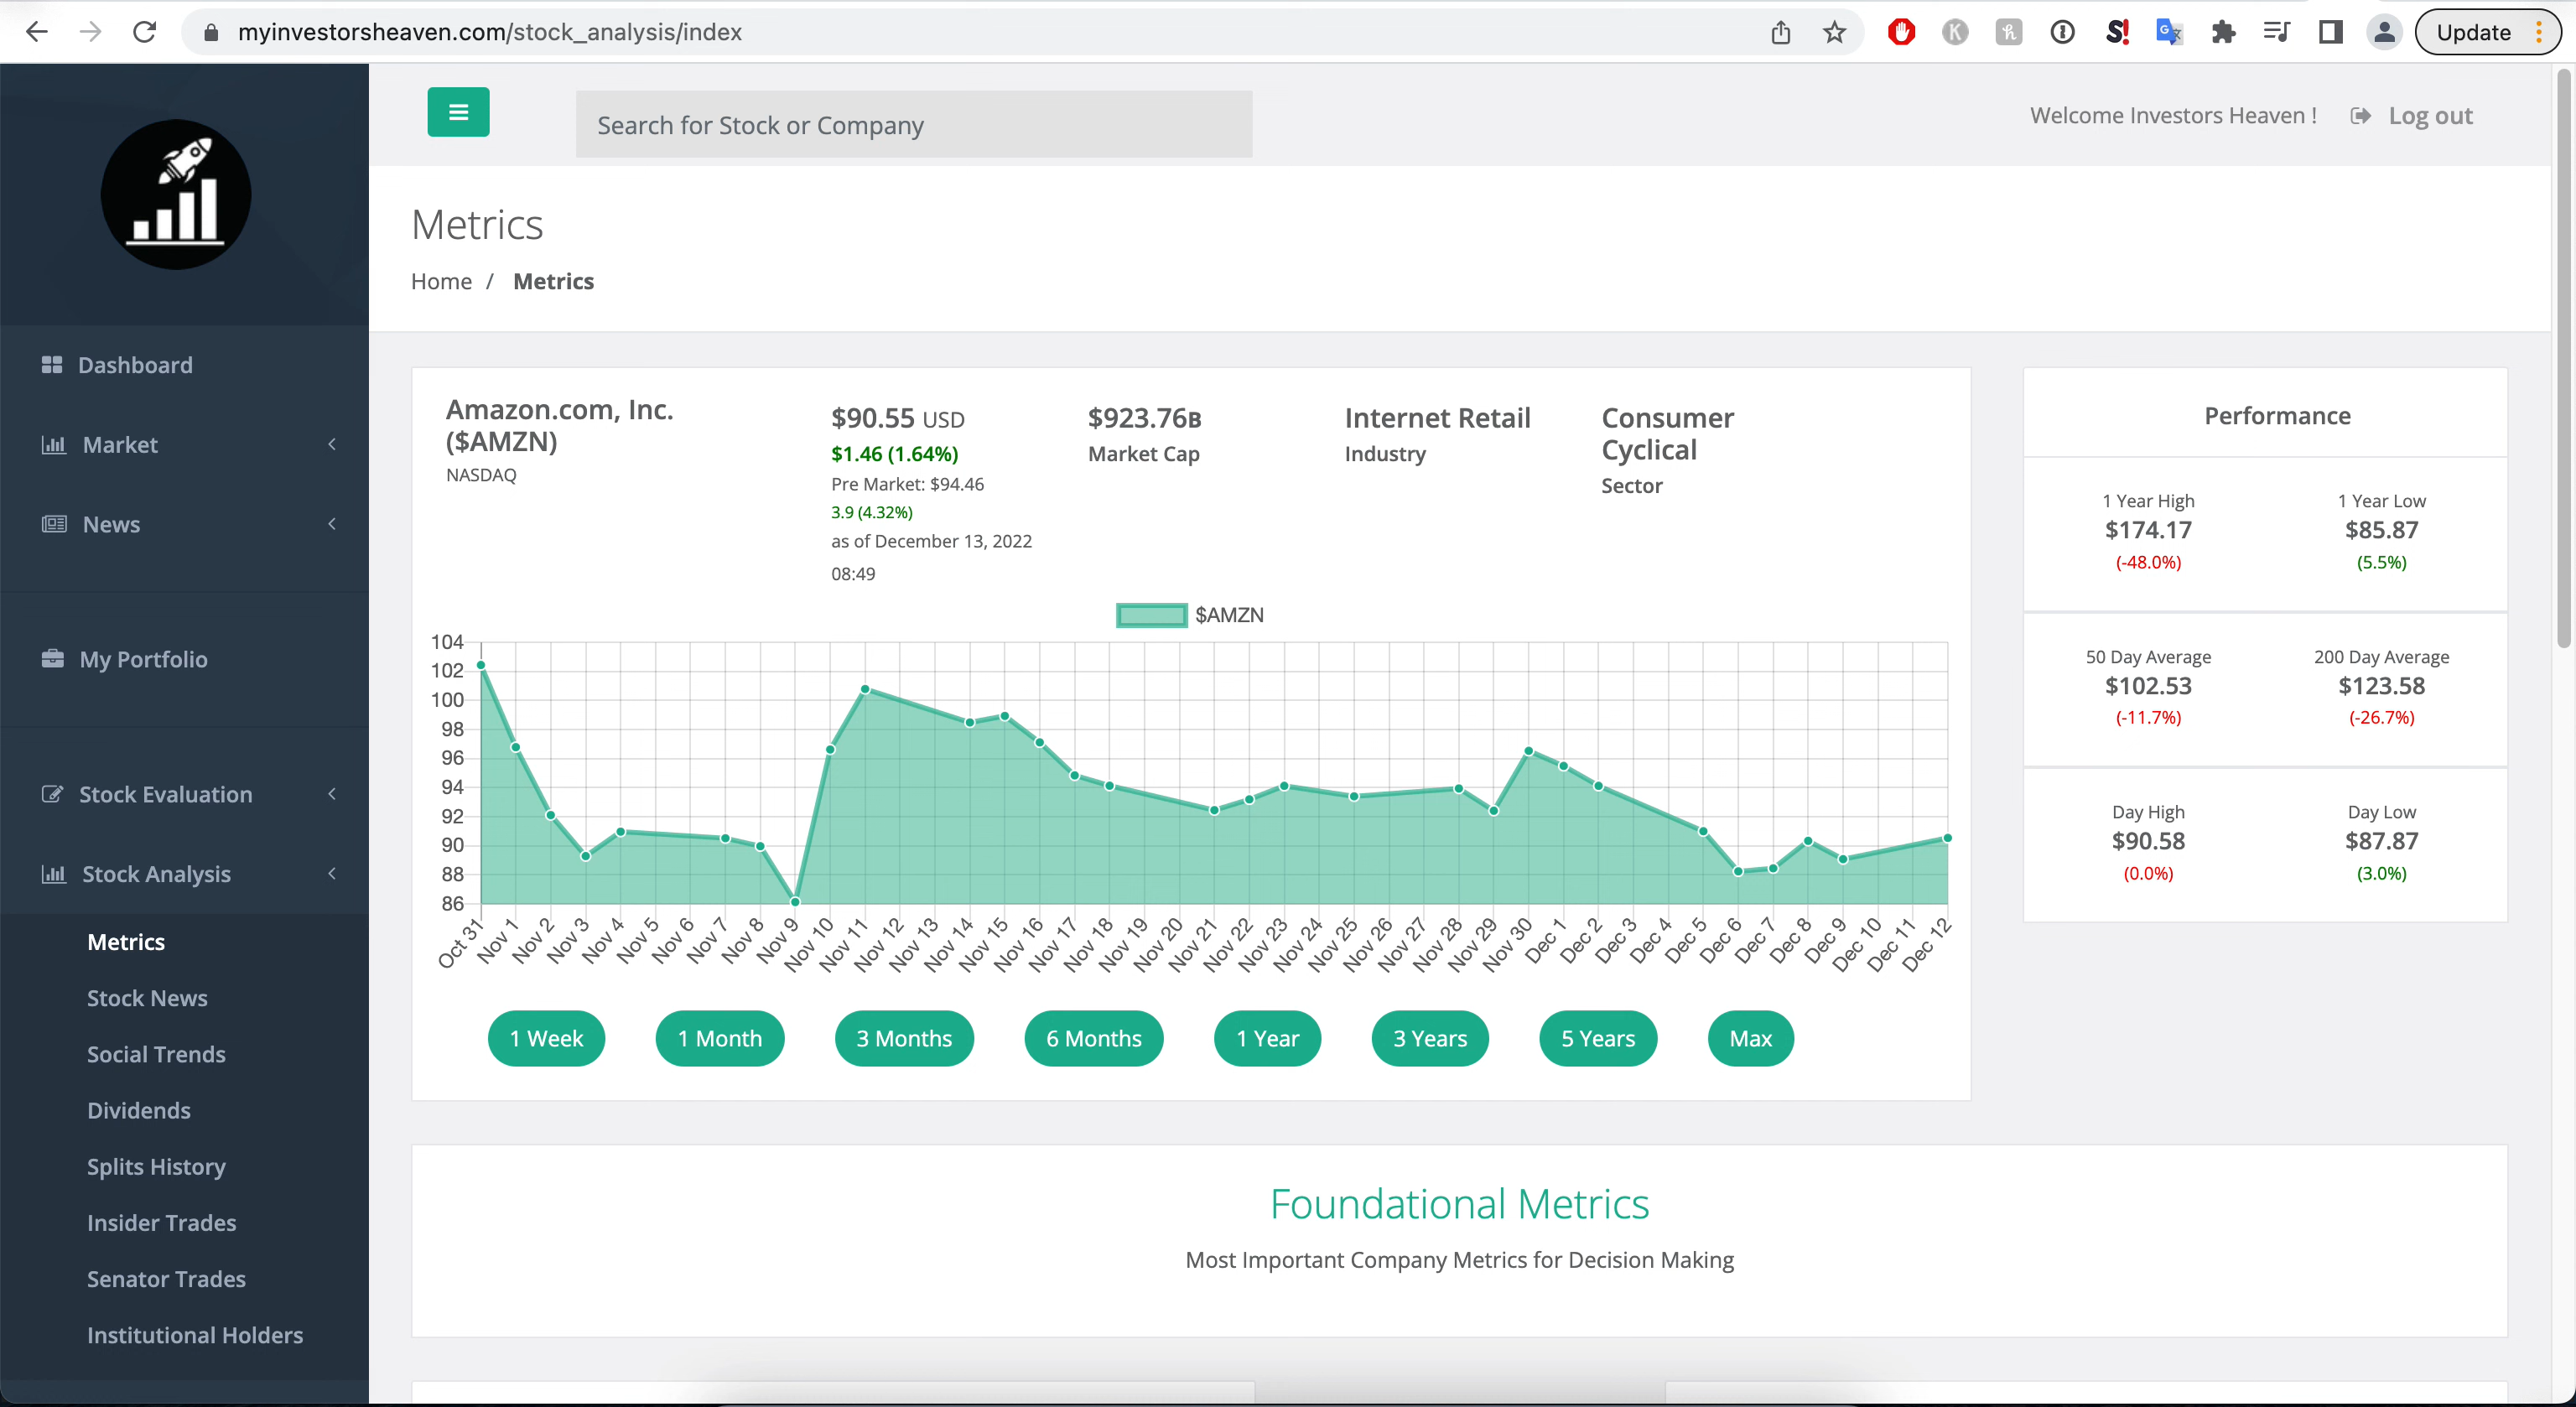 myinvestorsheaven.com/stock_analysis/index
Update
Search for Stock or Company
Welcome Investors Heaven !
Log out
Metrics
Home / Metrics
Dashboard
Market
News
My Portfolio
Stock Evaluation
Stock Analysis
Metrics
Stock News
Social Trends
Dividends
Splits History
Insider Trades
Senator Trades
Institutional Holders
Amazon.com, Inc.
($AMZN)
NASDAQ
$90.55 USD
$1.46 (1.64%)
Pre Market: $94.46
3.9 (4.32%)
as of December 13, 2022
08:49
$923.76B
Market Cap
Internet Retail
Industry
Consumer
Cyclical
Sector
$AMZN
104
102
100
98
96
94
92
90
88
86
Oct 31
Nov 1
Nov 2
Nov 3
Nov 4
Nov 5
Nov 6
Nov 7
Nov 8
Nov 9
Nov 10
Nov 11
Nov 12
Nov 13
Nov 14
Nov 15
Nov 16
Nov 17
Nov 18
Nov 19
Nov 20
Nov 21
Nov 22
Nov 23
Nov 24
Nov 25
Nov 26
Nov 27
Nov 28
Nov 29
Nov 30
Dec 1
Dec 2
Dec 3
Dec 4
Dec 5
Dec 6
Dec 7
Dec 8
Dec 9
Dec 10
Dec 11
Dec 12
1 Week
1 Month
3 Months
6 Months
1 Year
3 Years
5 Years
Max
Performance
1 Year High
$174.17
(-48.0%)
1 Year Low
$85.87
(5.5%)
50 Day Average
$102.53
(-11.7%)
200 Day Average
$123.58
(-26.7%)
Day High
$90.58
(0.0%)
Day Low
$87.87
(3.0%)
Foundational Metrics
Most Important Company Metrics for Decision Making